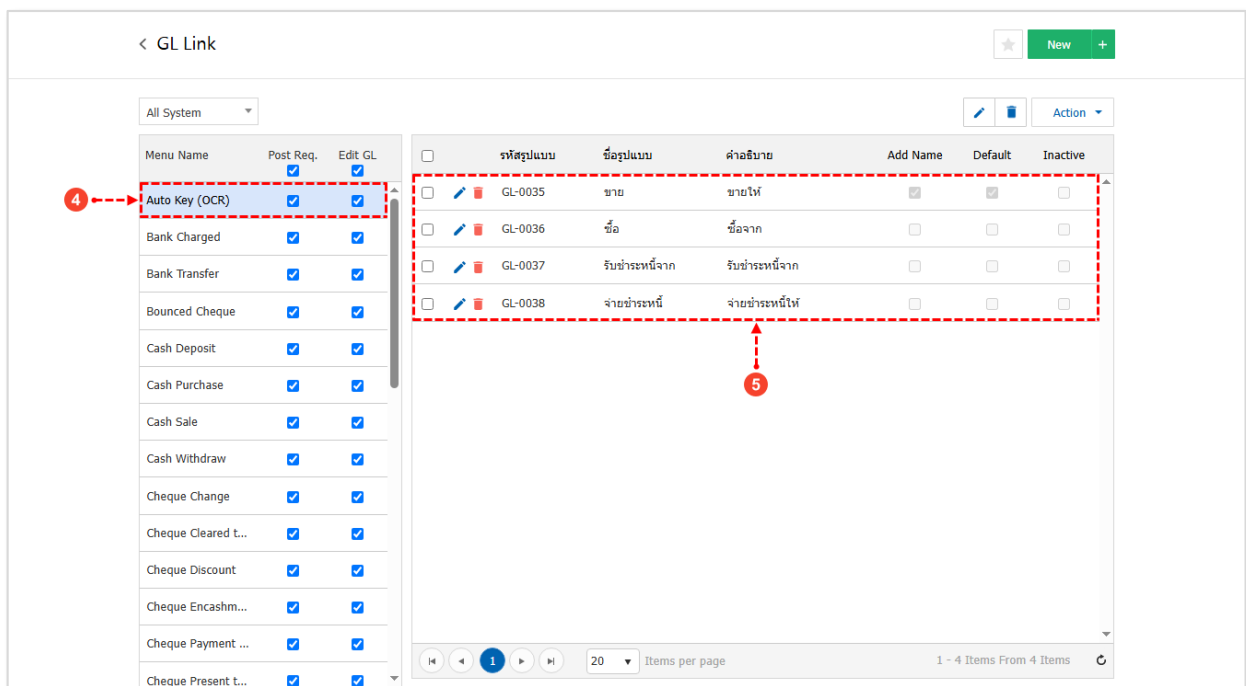 GL Link
New +
All System
Action
Menu Name Post Req. Edit GL
รหัสรูปแบบ ชื่อรูปแบบ คำอธิบาย Add Name Default Inactive
4
Auto Key (OCR)
GL-0035 ขาย ขายให้
Bank Charged
GL-0036 ซื้อ ซื้อจาก
Bank Transfer
GL-0037 รับชำระหนี้จาก รับชำระหนี้จาก
Bounced Cheque
GL-0038 จ่ายชำระหนี้ จ่ายชำระหนี้ให้
Cash Deposit
Cash Purchase
5
Cash Sale
Cash Withdraw
Cheque Change
Cheque Cleared t...
Cheque Discount
Cheque Encashm...
Cheque Payment ...
Cheque Present t...
1 20 Items per page 1 - 4 Items From 4 Items